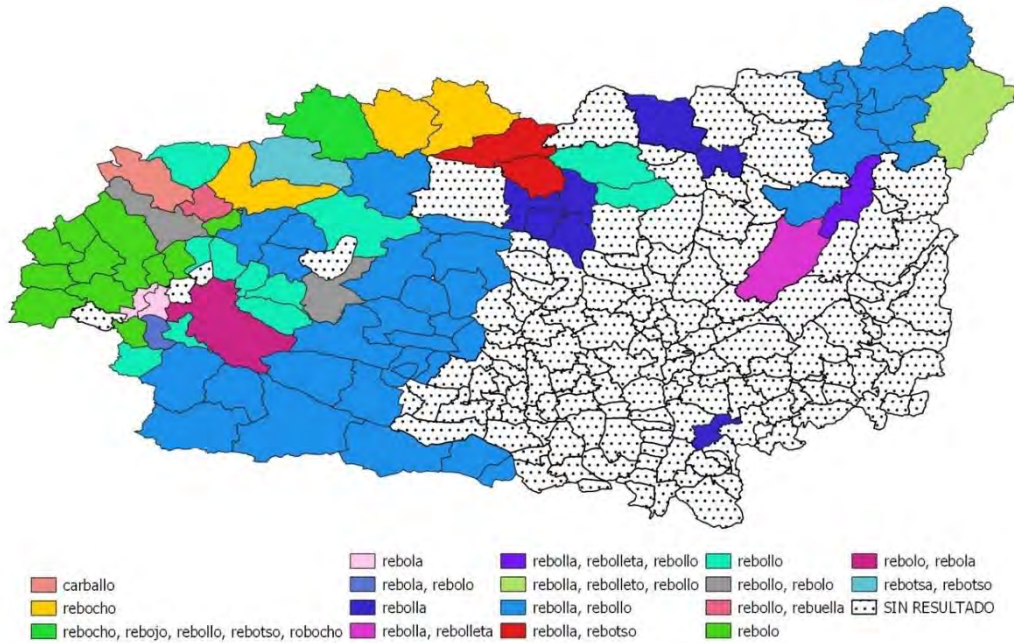 carballo
rebocho
rebocho, rebojo, rebollo, rebotso, robocho
rebola
rebola, rebolo
rebolla
rebolla, rebolleta
rebolla, rebolleta, rebollo
rebolla, rebolleto, rebollo
rebolla, rebollo
rebolla, rebotso
rebollo
rebollo, rebolo
rebollo, rebuella
rebolo
rebolo, rebola
rebotsa, rebotso
SIN RESULTADO